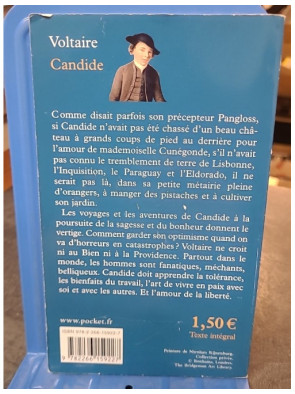 Voltaire
Candide
Comme disait parfois son précepteur Pangloss,
si Candide n'avait pas été chassé d'un beau châ-
teau à grands coups de pied au derrière pour
l'amour de mademoiselle Cunégonde, s'il n'avait
pas connu le tremblement de terre de Lisbonne,
l'Inquisition, le Paraguay et l'Eldorado, il ne
serait pas là, dans sa petite métairie pleine
d'orangers, à manger des pistaches et à cultiver
son jardin.
Les voyages et les aventures de Candide à la
poursuite de la sagesse et du bonheur donnent le
vertige. Comment garder son optimisme quand on
va d'horreurs en catastrophes ? Voltaire ne croit
ni au Bien ni à la Providence. Partout dans le
monde, les hommes sont fanatiques, méchants,
belliqueux. Candide doit apprendre la tolérance,
les bienfaits du travail, l'art de vivre en paix avec
soi et avec les autres. Et l'amour de la liberté.
www.pocket.fr
1,50 €
Texte intégral
Collection privée.
The Bridgeman Art Library.